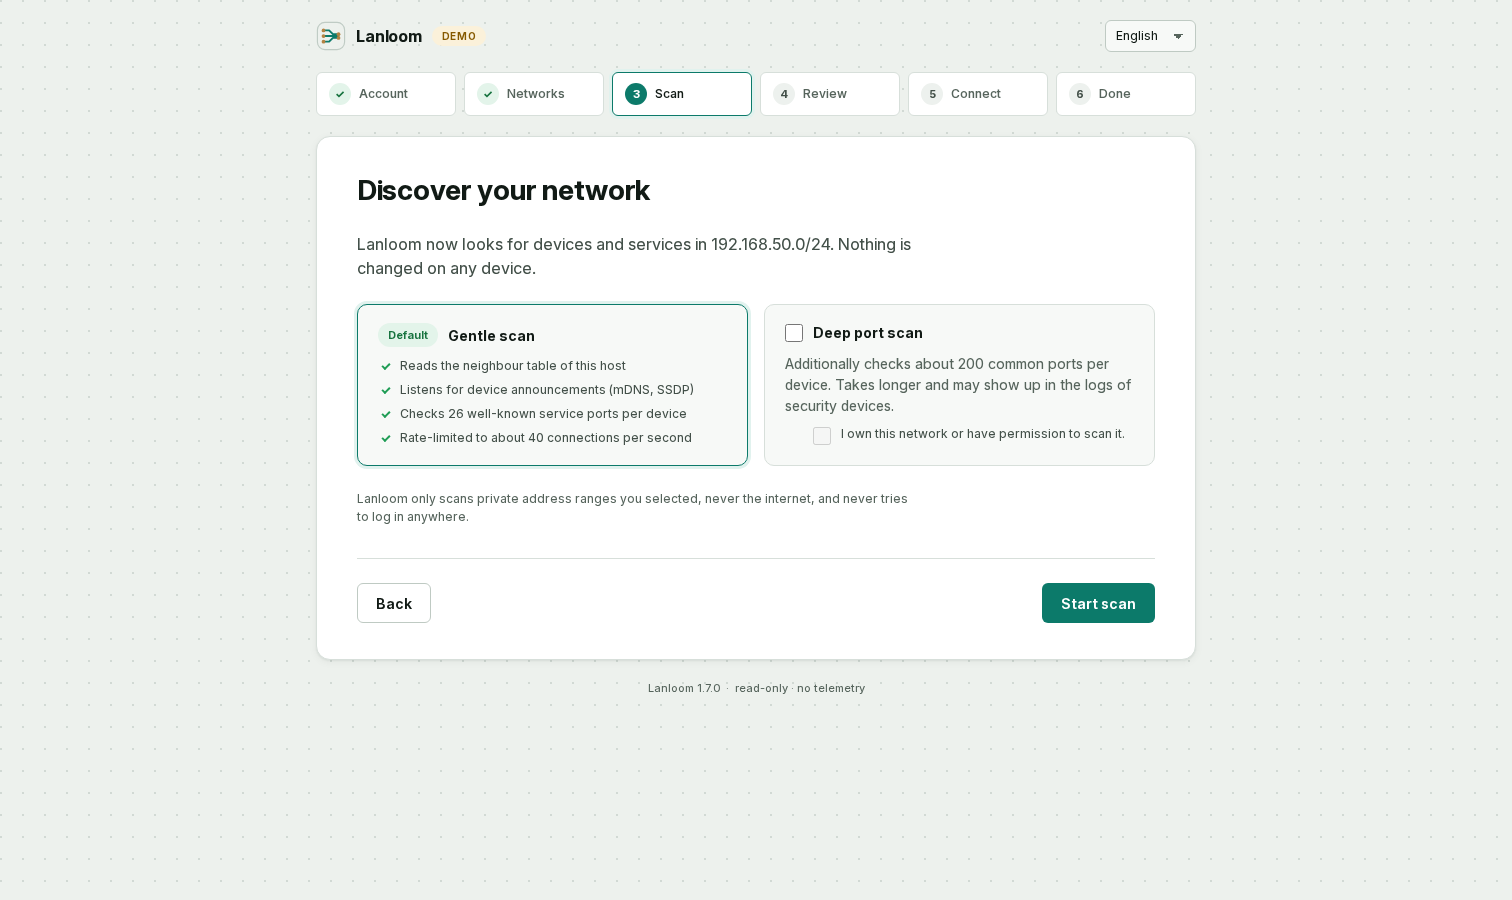 Lanloom DEMO
English
Account
Networks
3 Scan
4 Review
5 Connect
6 Done
Discover your network
Lanloom now looks for devices and services in 192.168.50.0/24. Nothing is
changed on any device.
Default Gentle scan
Reads the neighbour table of this host
Listens for device announcements (mDNS, SSDP)
Checks 26 well-known service ports per device
Rate-limited to about 40 connections per second
Deep port scan
Additionally checks about 200 common ports per
device. Takes longer and may show up in the logs of
security devices.
I own this network or have permission to scan it.
Lanloom only scans private address ranges you selected, never the internet, and never tries
to log in anywhere.
Back
Start scan
Lanloom 1.7.0 · read-only · no telemetry